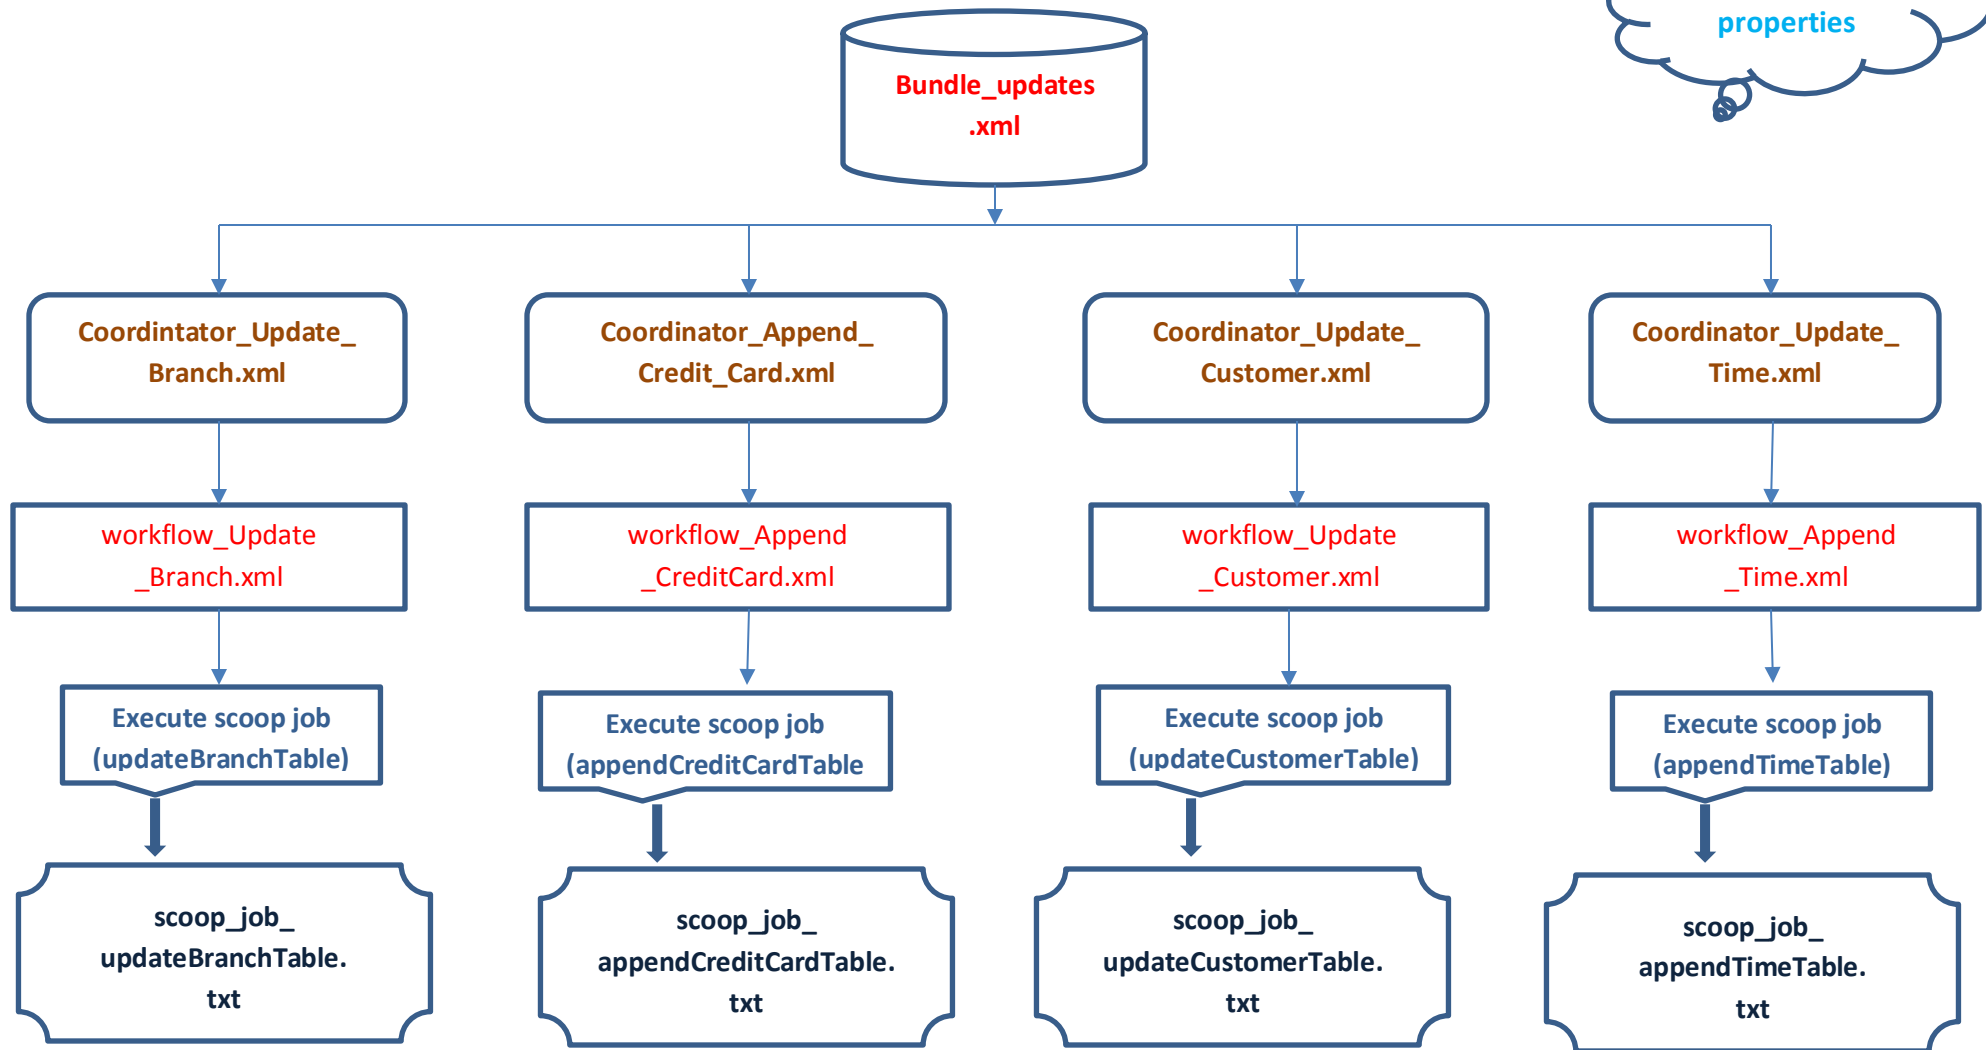 properties
Bundle_updates
.xml
Coordintator_Update_
Branch.xml
Coordinator_Append_
Credit_Card.xml
Coordinator_Update_
Customer.xml
Coordinator_Update_
Time.xml
workflow_Update
_Branch.xml
workflow_Append
_CreditCard.xml
workflow_Update
_Customer.xml
workflow_Append
_Time.xml
Execute scoop job
(updateBranchTable)
Execute scoop job
(appendCreditCardTable
Execute scoop job
(updateCustomerTable)
Execute scoop job
(appendTimeTable)
scoop_job_
updateBranchTable.
txt
scoop_job_
appendCreditCardTable.
txt
scoop_job_
updateCustomerTable.
txt
scoop_job_
appendTimeTable.
txt